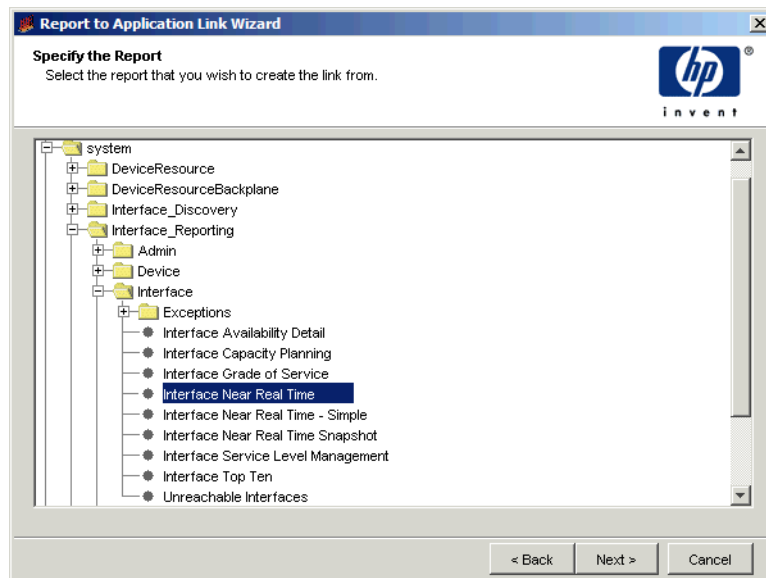 Report to Application Link Wizard
Specify the Report
Select the report that you wish to create the link from.
hp
®
invent
system
DeviceResource
DeviceResourceBackplane
Interface_Discovery
Interface_Reporting
Admin
Device
Interface
Exceptions
Interface Availability Detail
Interface Capacity Planning
Interface Grade of Service
Interface Near Real Time
Interface Near Real Time - Simple
Interface Near Real Time Snapshot
Interface Service Level Management
Interface Top Ten
Unreachable Interfaces
< Back Next > Cancel